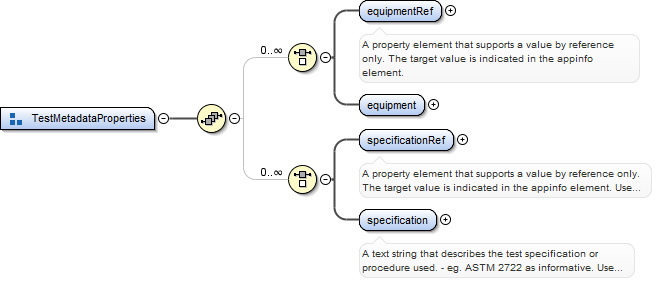 equipmentRef
A property element that supports a value by reference
only. The target value is indicated in the appinfo
element.
0..∞
equipment
TestMetadataProperties
specificationRef
0..∞
A property element that supports a value by reference only.
The target value is indicated in the appinfo element. Use...
specification
A text string that describes the test specification or
procedure used. - eg. ASTM 2722 as informative. Use...